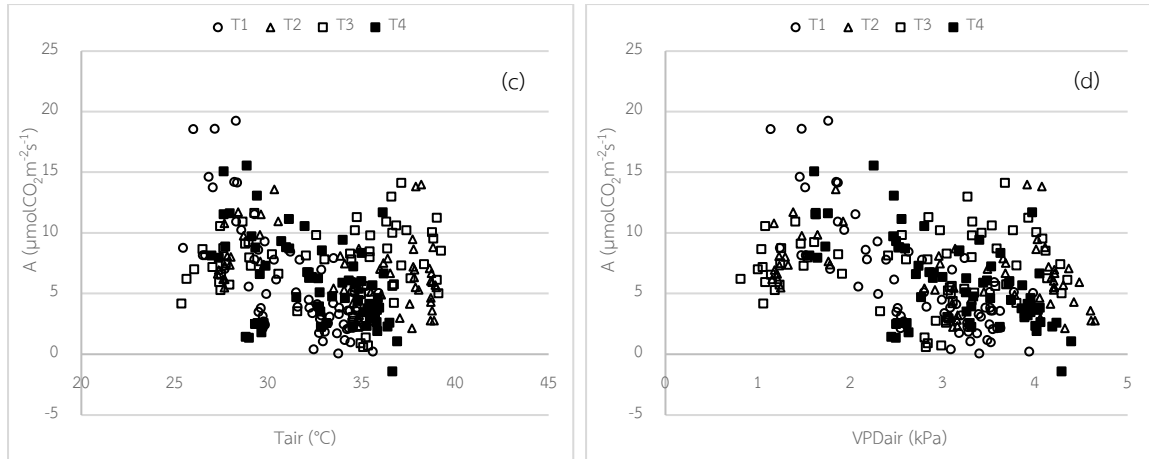 T1 T2 T3 T4
(c)
A (µmolCO₂m⁻²s⁻¹)
25
20
15
10
5
0
-5
20 25 30 35 40 45
Tair (°C)
T1 T2 T3 T4
(d)
A (µmolCO₂m⁻²s⁻¹)
25
20
15
10
5
0
-5
0 1 2 3 4 5
VPDair (kPa)